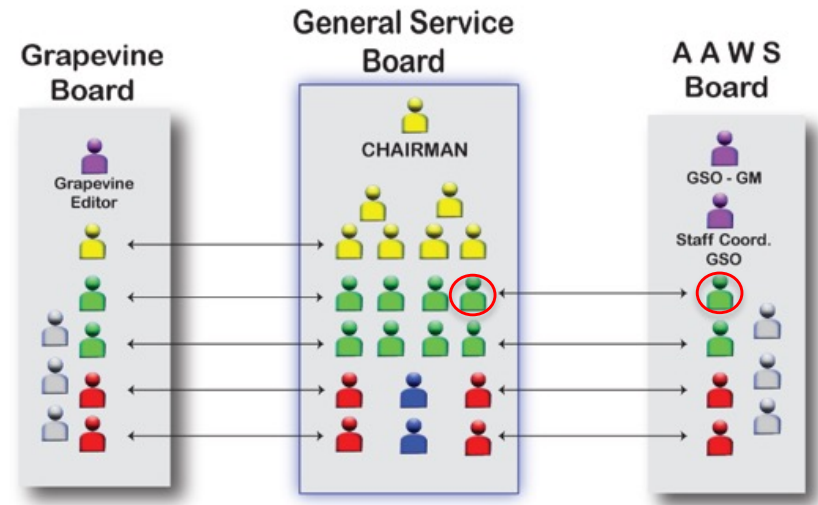 Grapevine
Board
General Service
Board
A A W S
Board
Grapevine
Editor
CHAIRMAN
GSO - GM
Staff Coord.
GSO